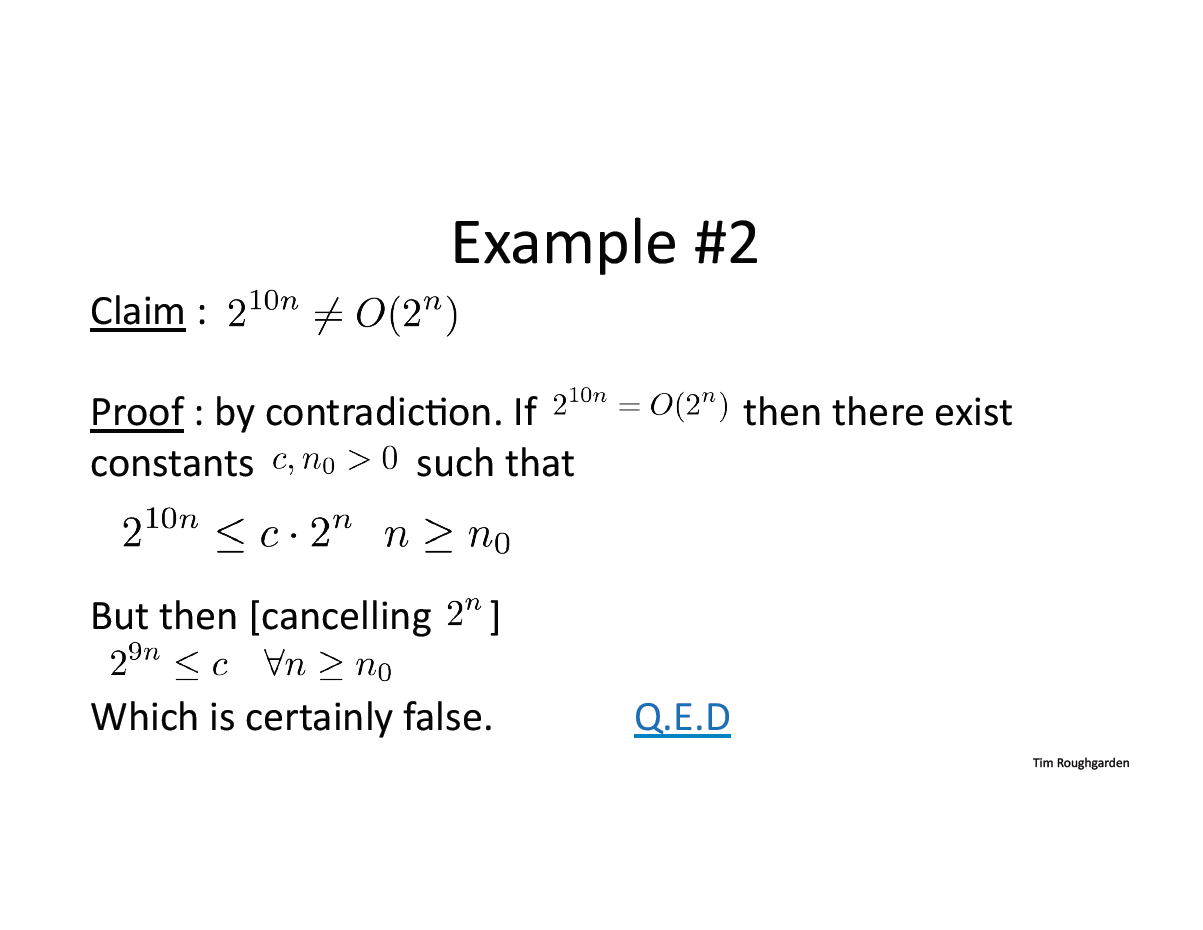 Example #2
Claim : $2^{10n} \neq O(2^n)$
Proof : by contradiction. If $2^{10n} = O(2^n)$ then there exist
constants $c, n_0 > 0$ such that
$2^{10n} \leq c \cdot 2^n \quad n \geq n_0$
But then [cancelling $2^n$ ]
$2^{9n} \leq c \quad \forall n \geq n_0$
Which is certainly false. Q.E.D
Tim Roughgarden